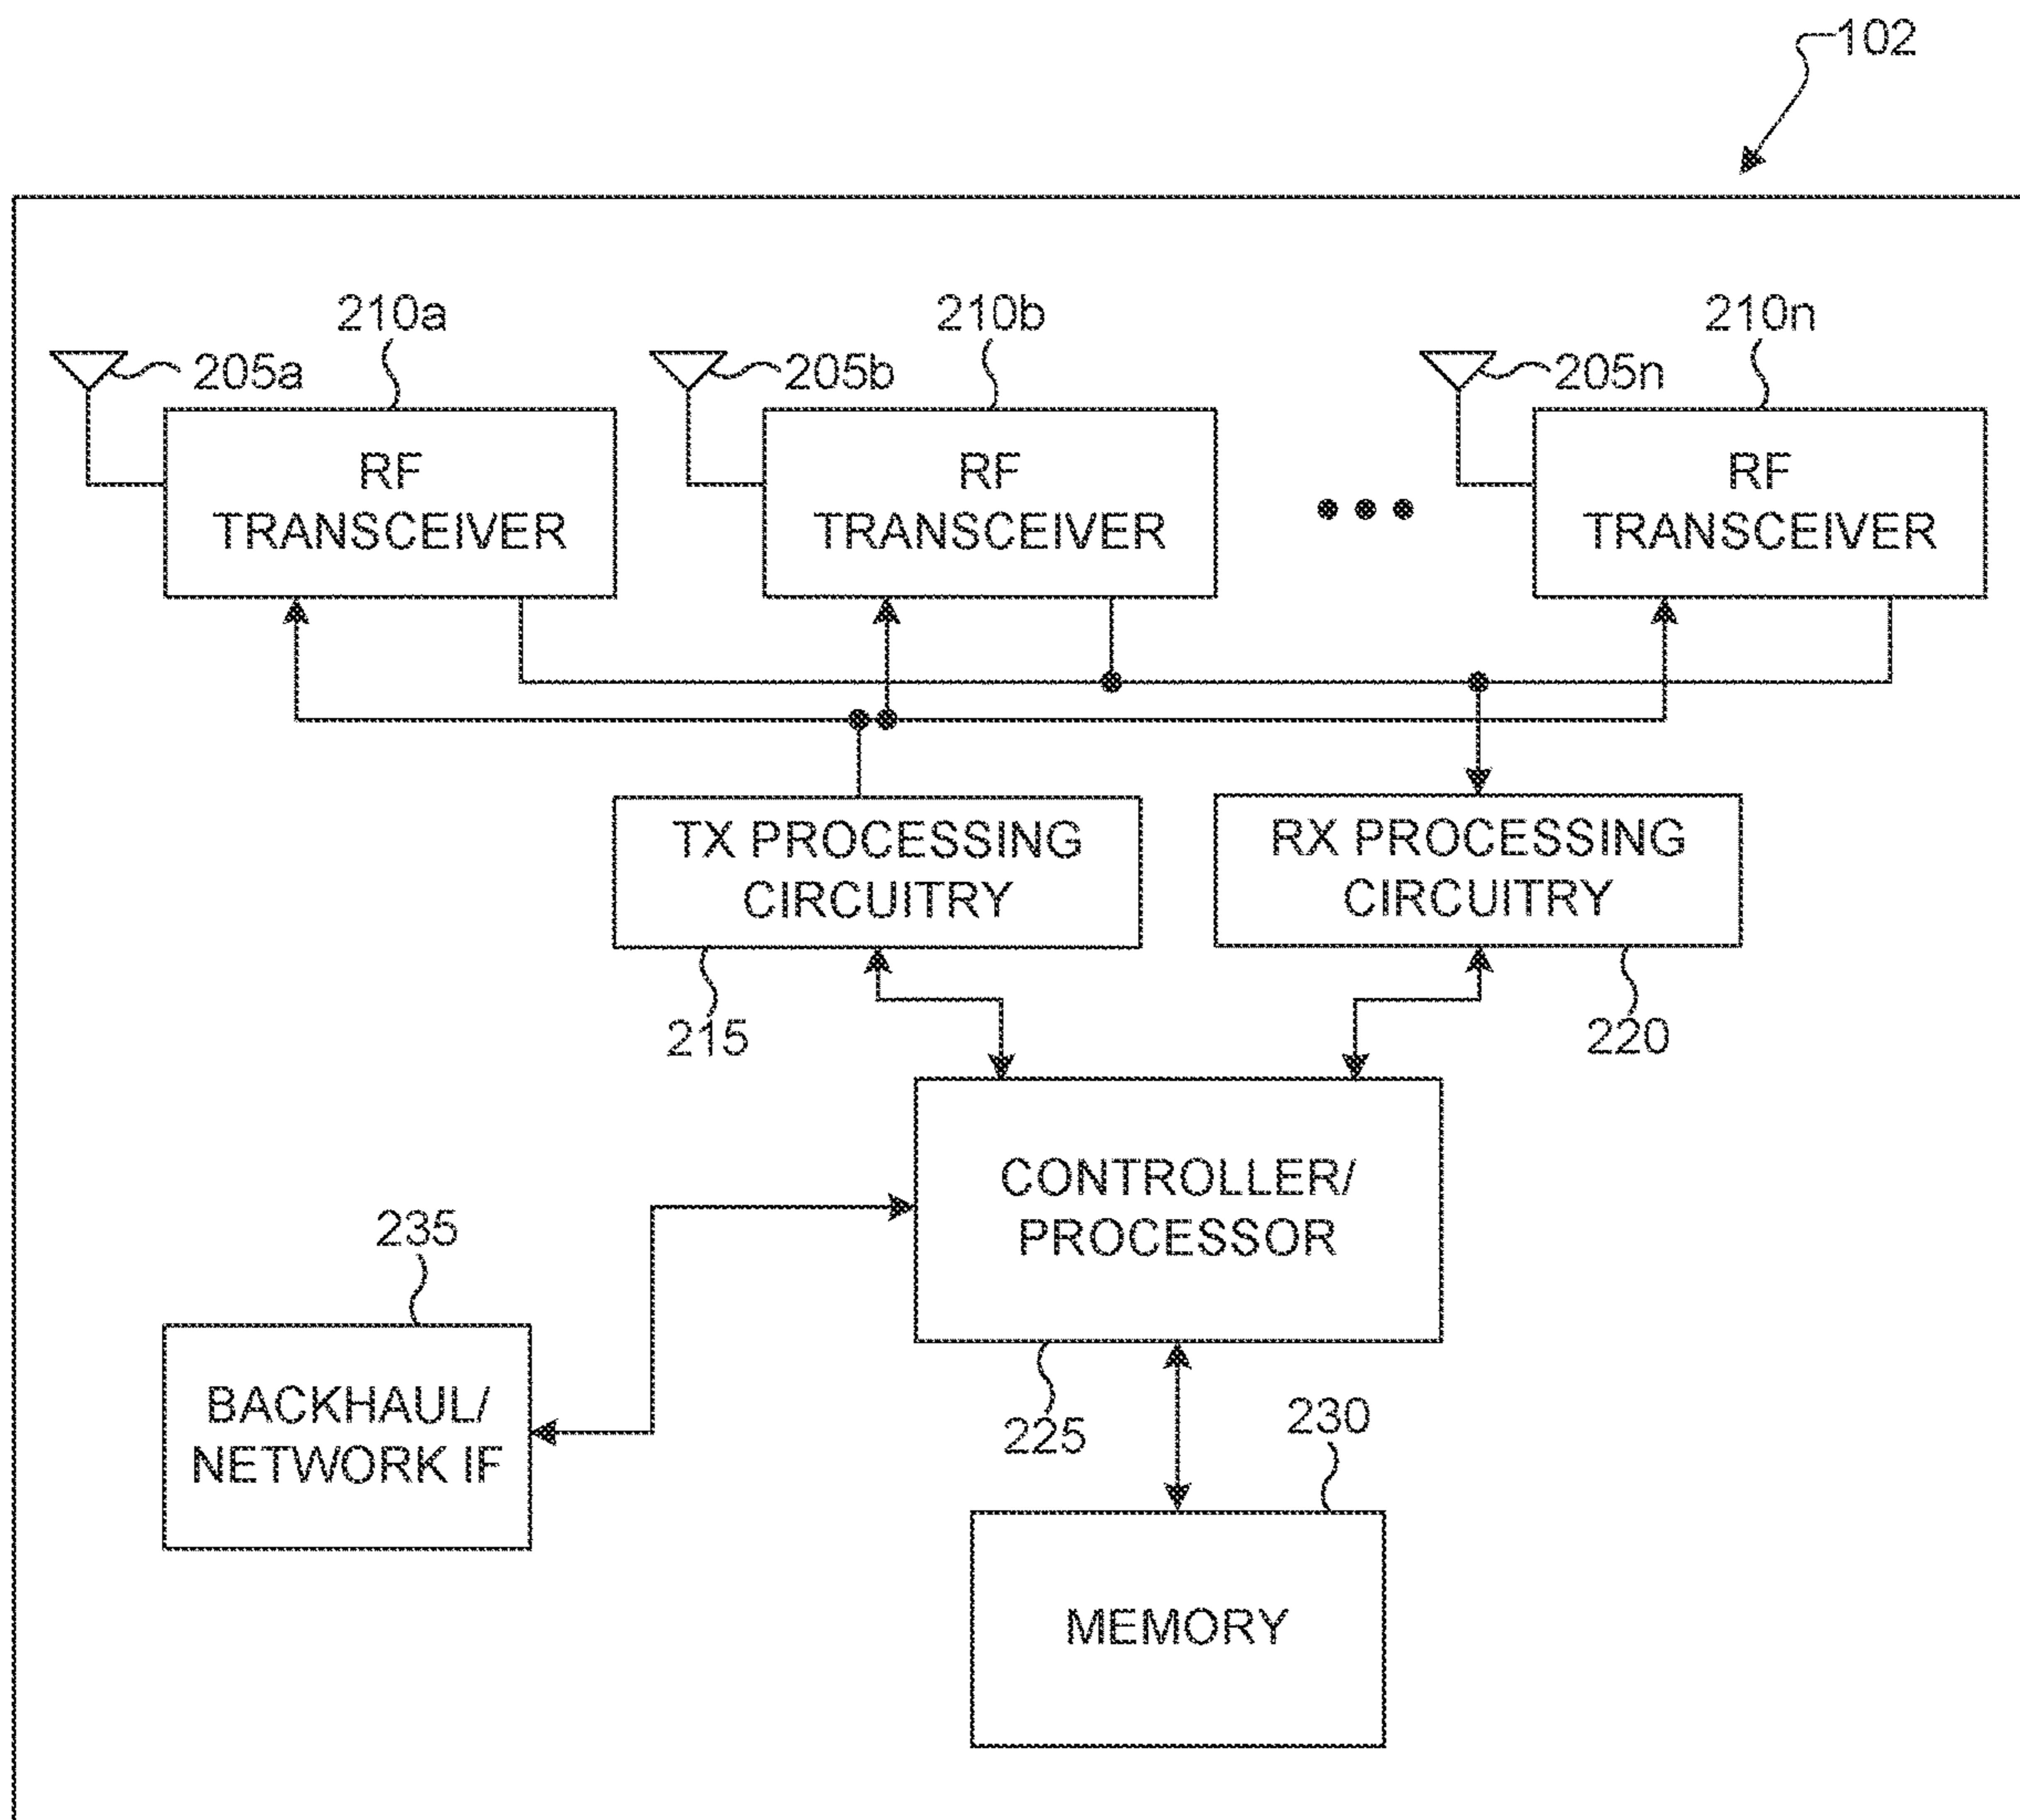 102
210a
210b
210n
205a
205b
205n
RF
TRANSCEIVER
RF
TRANSCEIVER
RF
TRANSCEIVER
TX PROCESSING
CIRCUITRY
RX PROCESSING
CIRCUITRY
215
220
CONTROLLER/
PROCESSOR
235
BACKHAUL/
NETWORK IF
225
230
MEMORY